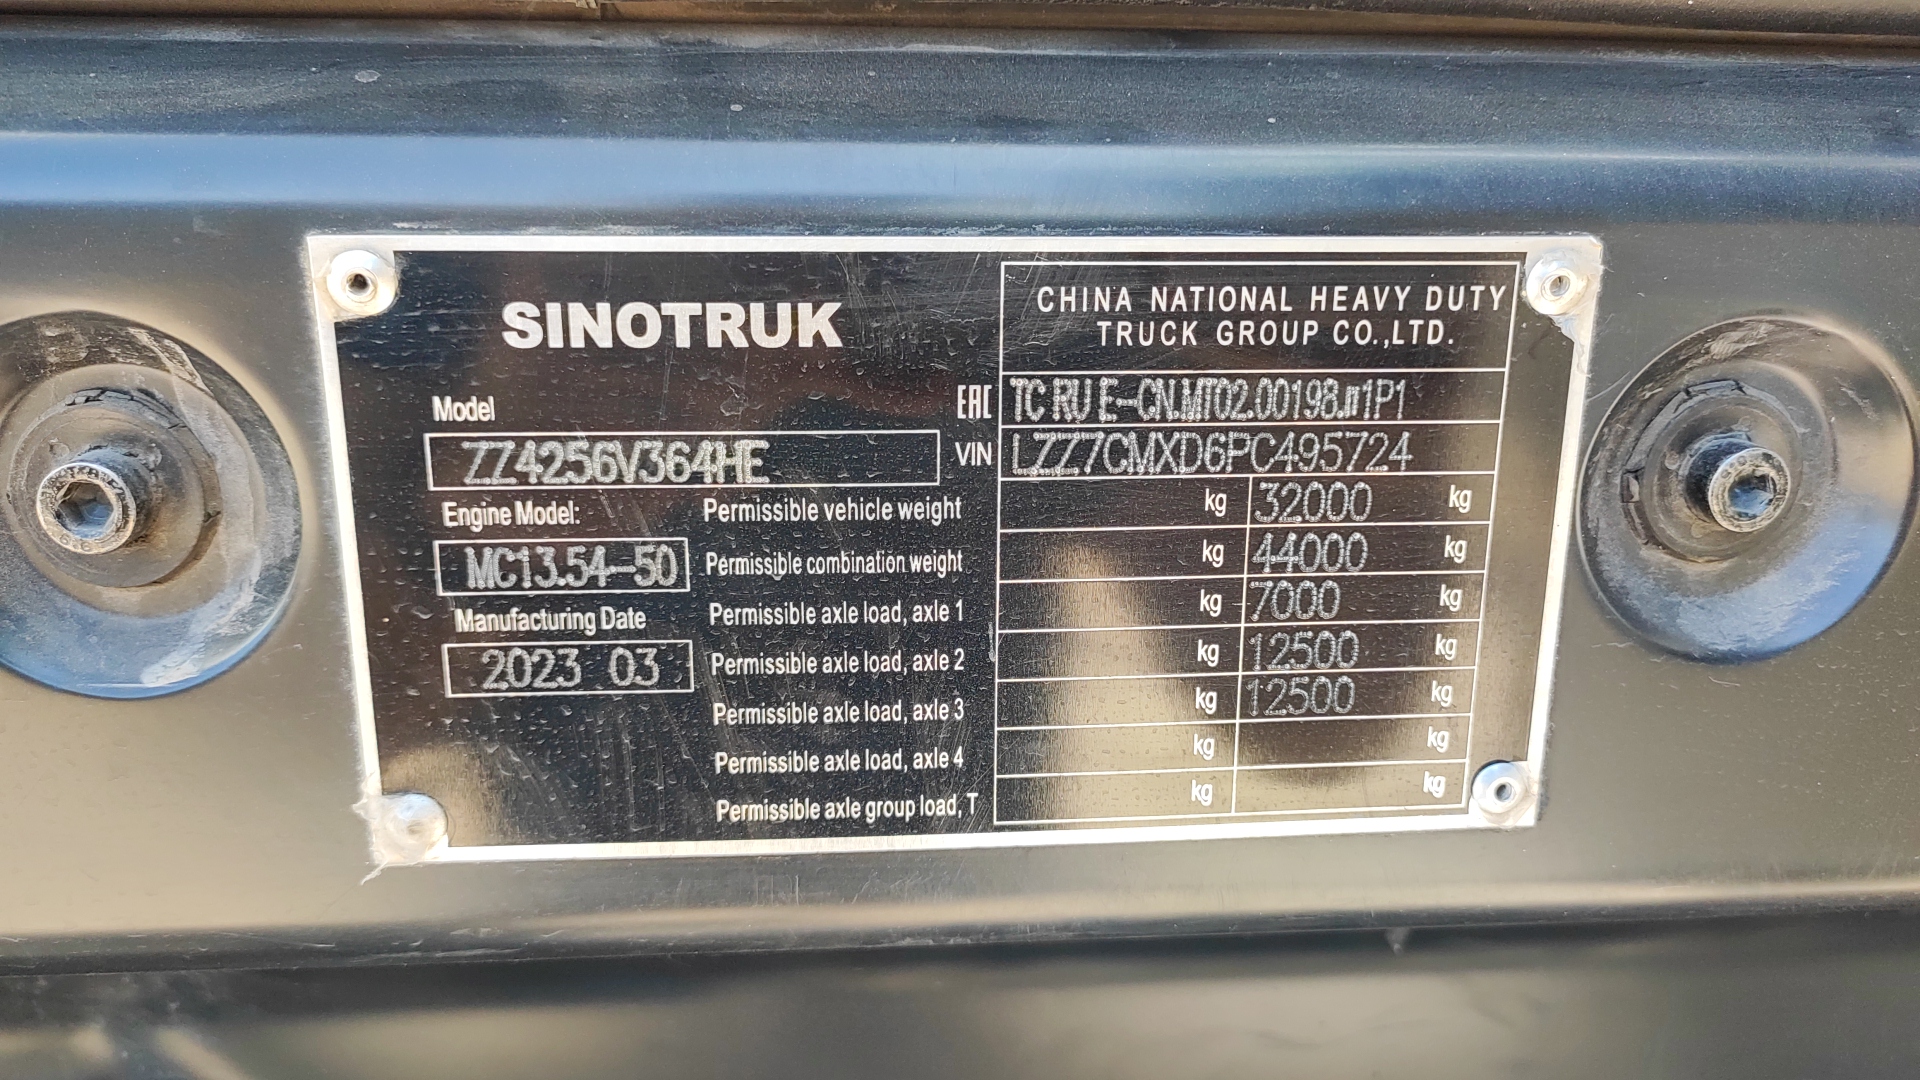 SINOTRUK
CHINA NATIONAL HEAVY DUTY
TRUCK GROUP CO.,LTD.
EAC TC RU E-CN.MT02.00198.п1P1
VIN LZZ7CMXD6PC495724
Model
ZZ4256V364HE
Engine Model:
MC13.54-50
Manufacturing Date
2023 03
Permissible vehicle weight kg 32000 kg
Permissible combination weight kg 44000 kg
Permissible axle load, axle 1 kg 7000 kg
Permissible axle load, axle 2 kg 12500 kg
Permissible axle load, axle 3 kg 12500 kg
Permissible axle load, axle 4 kg kg
Permissible axle group load, T kg kg